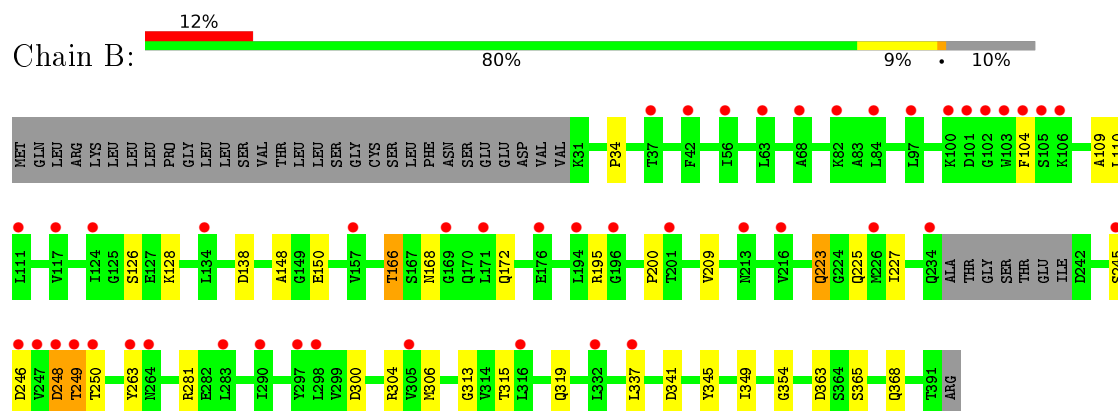 12%
Chain B:
80% 9% • 10%
MET GLN LEU ARG LYS LEU LEU LEU PRO GLY LEU LEU SER VAL THR LEU LEU SER GLY CYS SER LEU PHE ASN SER GLU GLU ASP VAL VAL K31 P34 T37 F42 I56 L63 A68 K82 A83 L84 L97 K100 D101 G102 W103 F104 S105 K106 A109 L110
L111 V117 I124 G125 S126 E127 K128 L134 D138 A148 G149 E150 V157 T166 S167 N168 G169 Q170 L171 Q172 E176 L194 R195 G196 P200 T201 V209 N213 V216 Q223 G224 Q225 M226 I227 Q234 ALA THR GLY SER THR GLU ILE D242 S245
D246 V247 D248 T249 T250 Y263 N264 R281 E282 L283 I290 Y297 L298 V299 D300 R304 V305 M306 G313 V314 T315 L316 Q319 L332 L337 D341 Y345 I349 G354 D363 S364 S365 Q368 T391 ARG